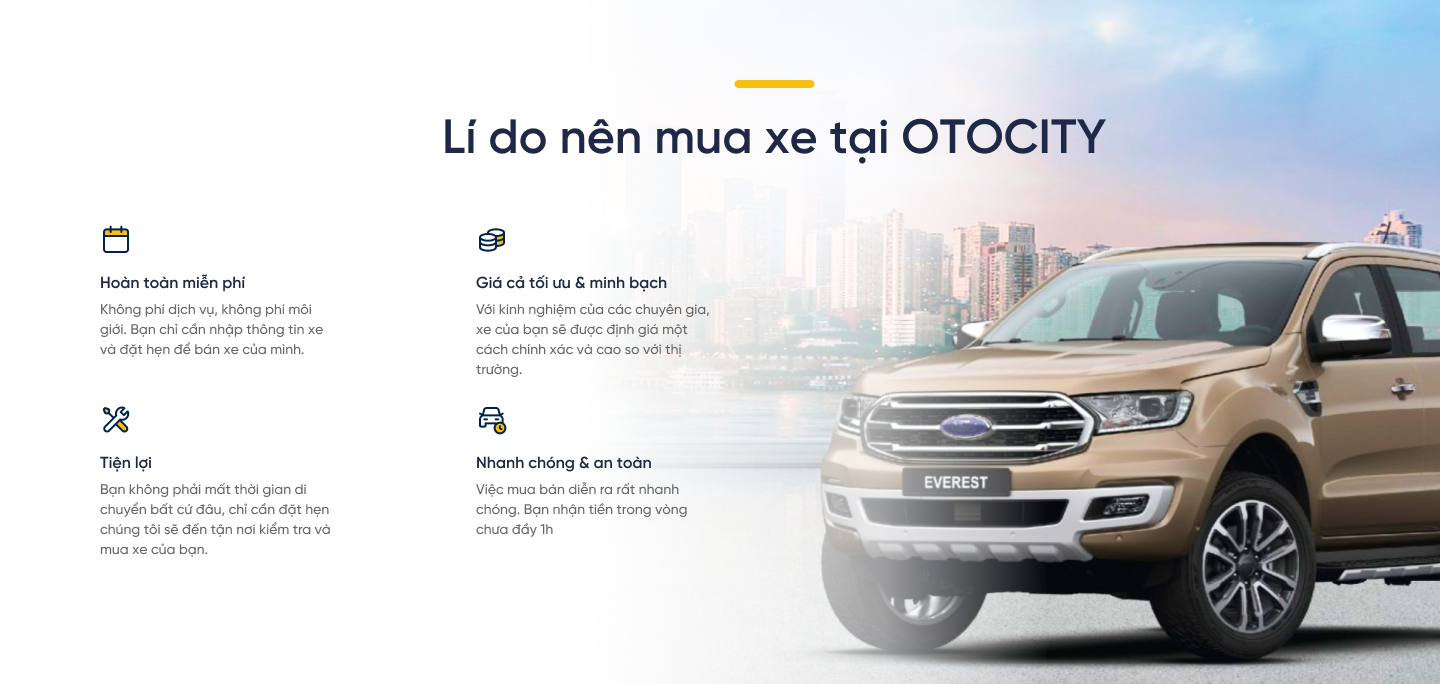 Lí do nên mua xe tại OTOCITY
Hoàn toàn miễn phí
Không phí dịch vụ, không phí môi
giới. Bạn chỉ cần nhập thông tin xe
và đặt hẹn để bán xe của mình.
Giá cả tối ưu & minh bạch
Với kinh nghiệm của các chuyên gia,
xe của bạn sẽ được định giá một
cách chính xác và cao so với thị
trường.
Tiện lợi
Bạn không phải mất thời gian di
chuyển bất cứ đâu, chỉ cần đặt hẹn
chúng tôi sẽ đến tận nơi kiểm tra và
mua xe của bạn.
Nhanh chóng & an toàn
Việc mua bán diễn ra rất nhanh
chóng. Bạn nhận tiền trong vòng
chưa đầy 1h
EVEREST